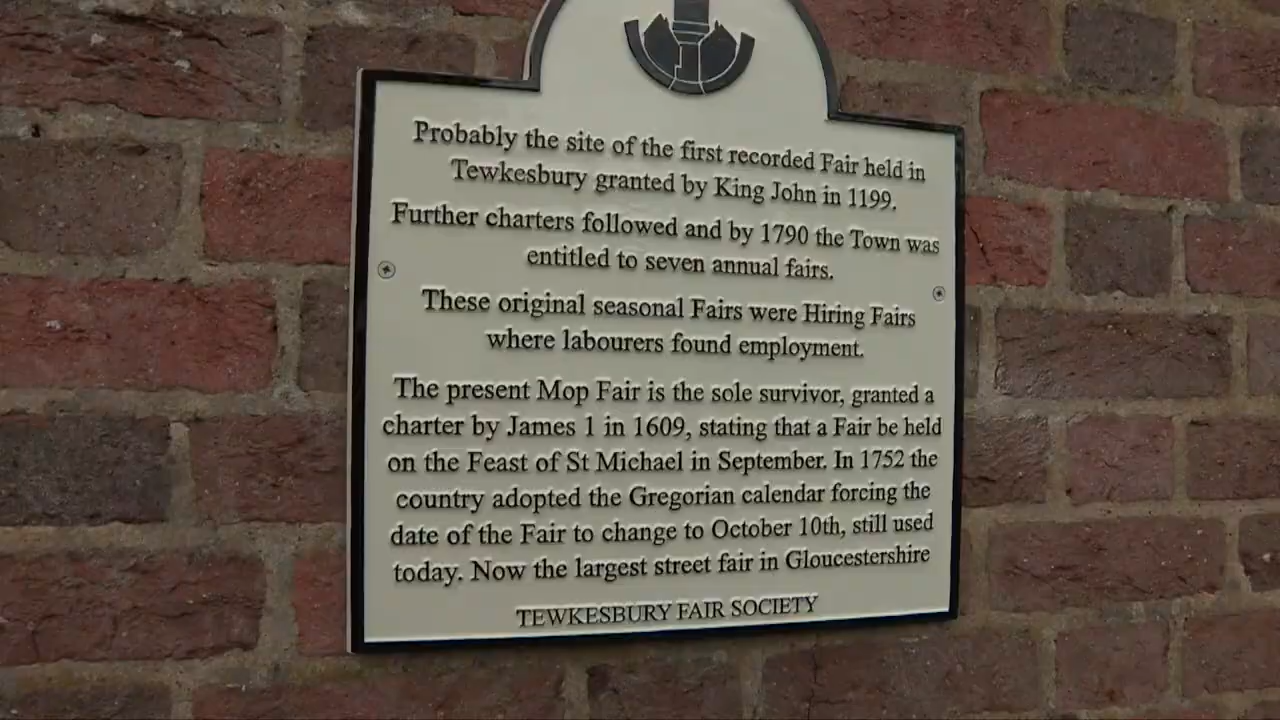 Probably the site of the first recorded Fair held in
Tewkesbury granted by King John in 1199.
Further charters followed and by 1790 the Town was
entitled to seven annual fairs.
These original seasonal Fairs were Hiring Fairs
where labourers found employment.
The present Mop Fair is the sole survivor, granted a
charter by James 1 in 1609, stating that a Fair be held
on the Feast of St Michael in September. In 1752 the
country adopted the Gregorian calendar forcing the
date of the Fair to change to October 10th, still used
today. Now the largest street fair in Gloucestershire
TEWKESBURY FAIR SOCIETY